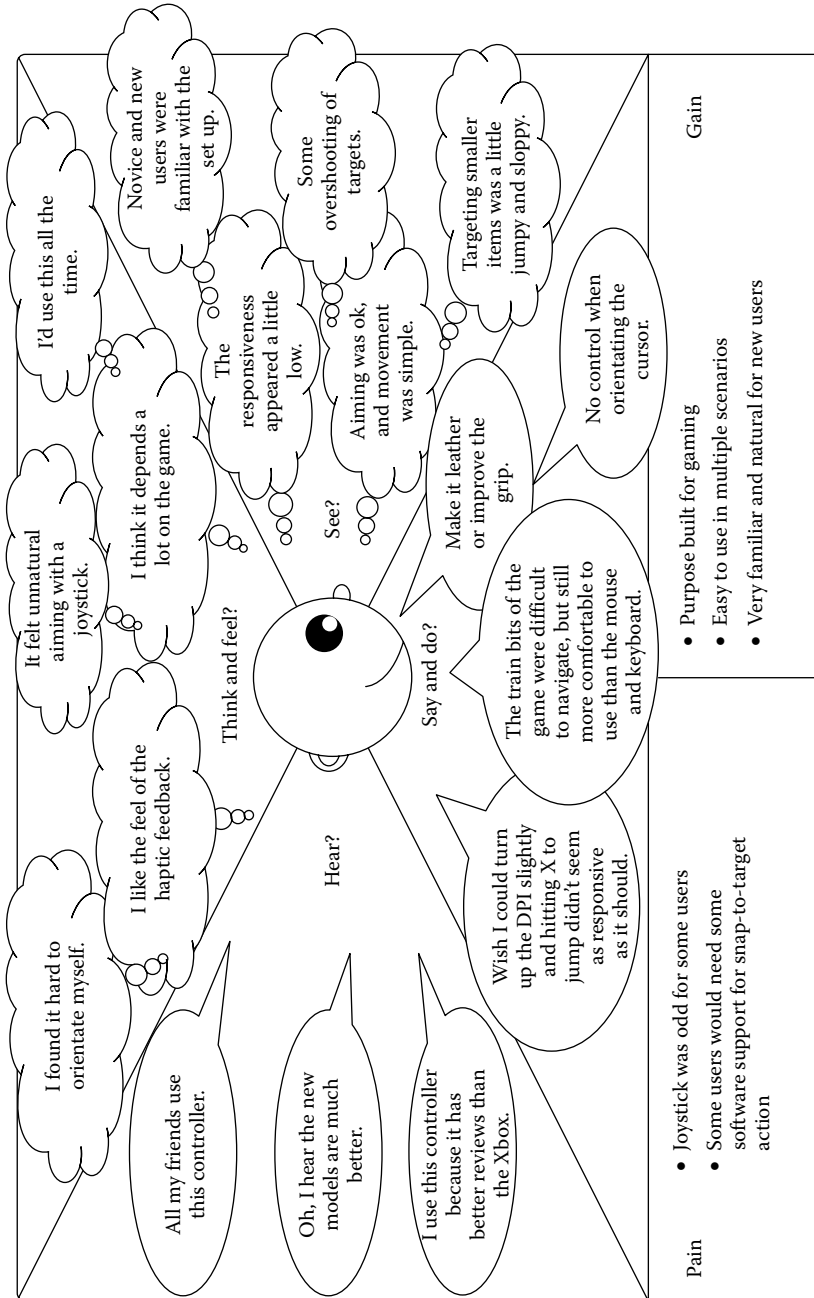 I found it hard to
orientate myself.
It felt unnatural
aiming with a
joystick.
I'd use this all the
time.
I like the feel of the
haptic feedback.
I think it depends a
lot on the game.
Novice and new
users were
familiar with the
set up.
Think and feel?
All my friends use
this controller.
Oh, I hear the new
models are much
better.
I use this controller
because it has
better reviews than
the Xbox.
Hear?
See?
The
responsiveness
appeared a little
low.
Some
overshooting of
targets.
Aiming was ok,
and movement
was simple.
Targeting smaller
items was a little
jumpy and sloppy.
Say and do?
Make it leather
or improve the
grip.
No control when
orientating the
cursor.
Wish I could turn
up the DPI slightly
and hitting X to
jump didn't seem
as responsive
as it should.
The train bits of the
game were difficult
to navigate, but still
more comfortable to
use than the mouse
and keyboard.
Pain
• Joystick was odd for some users
• Some users would need some
software support for snap-to-target
action
Gain
• Purpose built for gaming
• Easy to use in multiple scenarios
• Very familiar and natural for new users